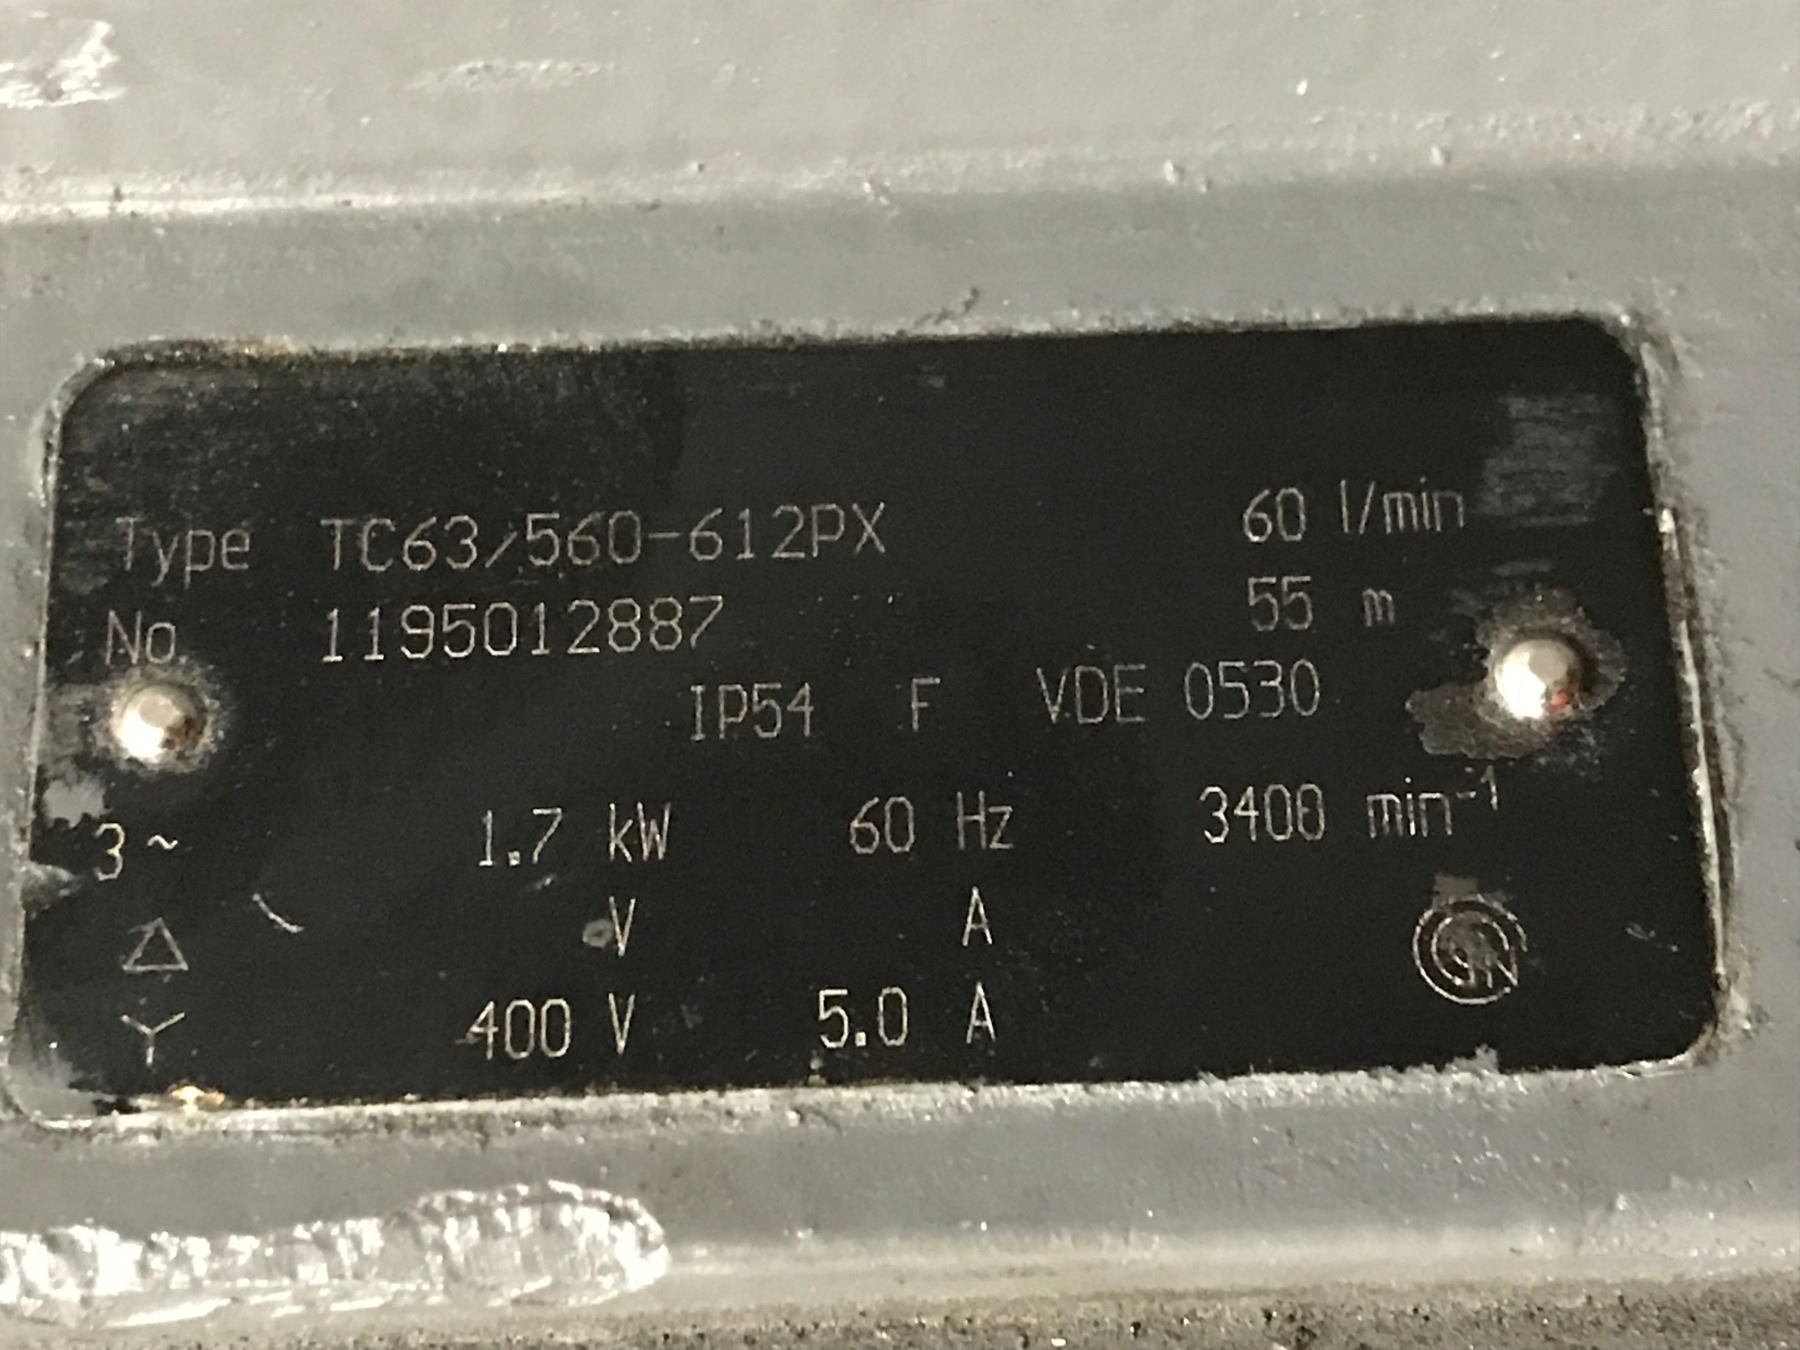 Type TC63/560-612PX 60 l/min
No 1195012887 55 m
IP54 F VDE 0530
3~ 1.7 kW 60 Hz 3400 min⁻¹
△ V A
Y 400 V 5.0 A